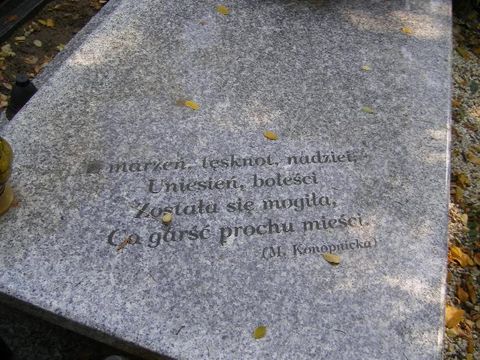 Z marzeń, tęsknot, nadziei,
Uniesień, boleści
Została się mogiła,
Co garść prochu mieści.
(M. Konopnicka)